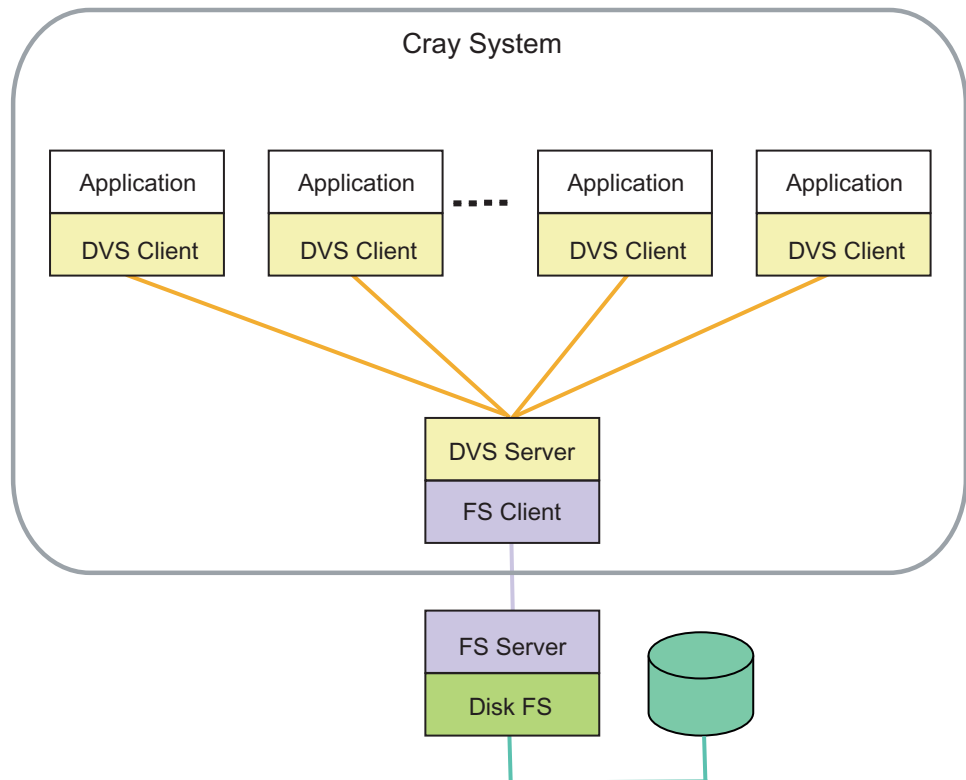 Cray System
Application
Application
Application
Application
DVS Client
DVS Client
DVS Client
DVS Client
DVS Server
FS Client
FS Server
Disk FS